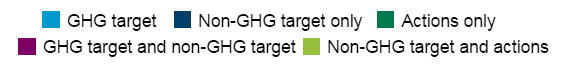 GHG target Non-GHG target only Actions only
GHG target and non-GHG target Non-GHG target and actions